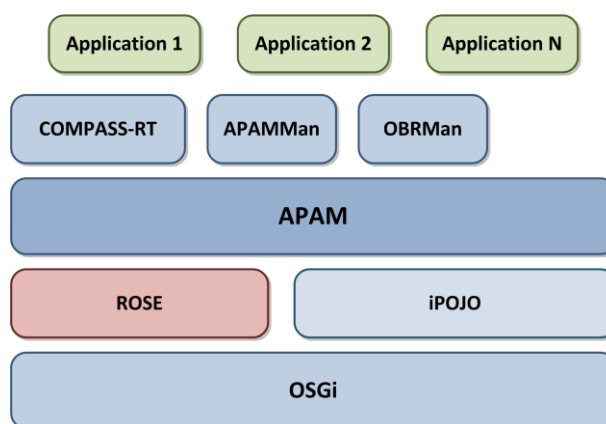 Application 1
Application 2
Application N
COMPASS-RT
APAMMan
OBRMan
APAM
ROSE
iPOJO
OSGi